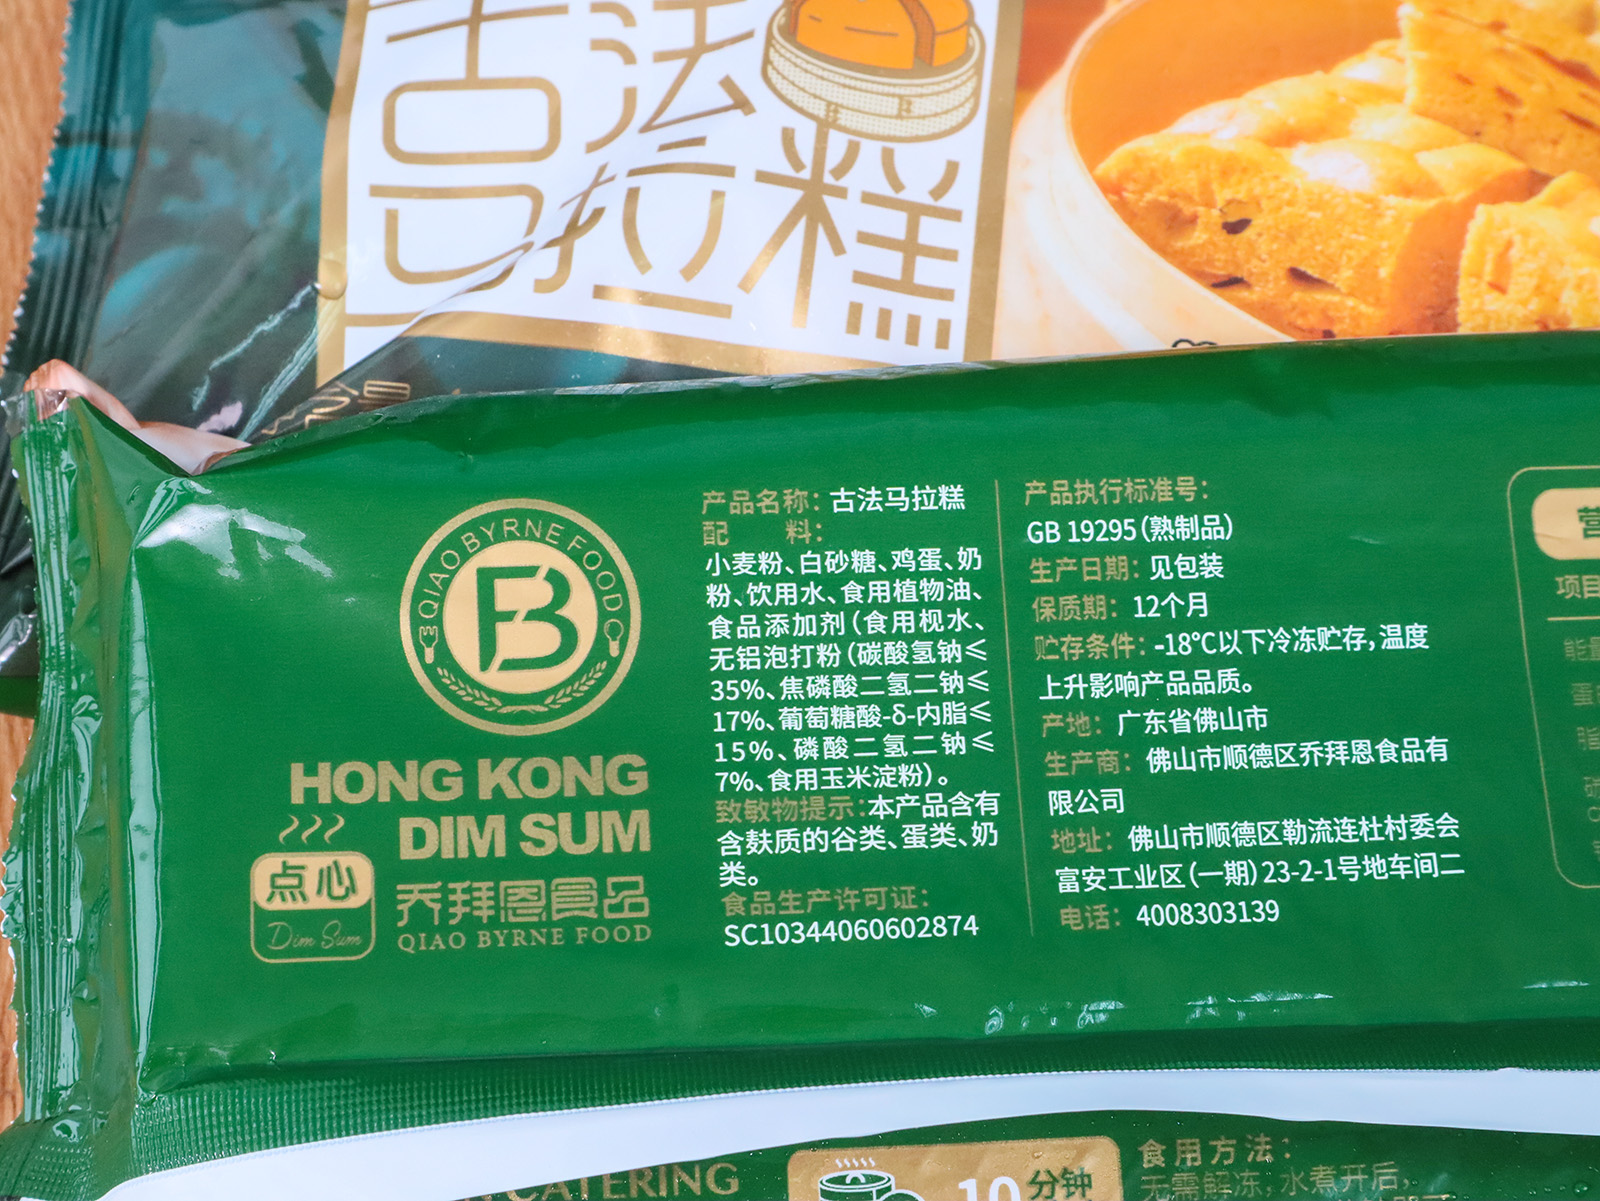 古法
马拉糕
QIAO BYRNE FOOD
HONG KONG
DIM SUM
点心
Dim Sum
乔拜恩食品
QIAO BYRNE FOOD
产品名称：古法马拉糕
配 料：
小麦粉、白砂糖、鸡蛋、奶
粉、饮用水、食用植物油、
食品添加剂（食用枧水、
无铝泡打粉（碳酸氢钠≤
35%、焦磷酸二氢二钠≤
17%、葡萄糖酸-δ-内脂≤
15%、磷酸二氢二钠≤
7%、食用玉米淀粉）。
致敏物提示：本产品含有
含麸质的谷类、蛋类、奶
类。
食品生产许可证：
SC10344060602874
产品执行标准号：
GB 19295（熟制品）
生产日期：见包装
保质期：12个月
贮存条件：-18℃以下冷冻贮存，温度
上升影响产品品质。
产地：广东省佛山市
生产商：佛山市顺德区乔拜恩食品有
限公司
地址：佛山市顺德区勒流连杜村委会
富安工业区（一期）23-2-1号地车间二
电话：4008303139
营
项目
能量
CATERING
10分钟
食用方法：
无需解冻，水煮开后，